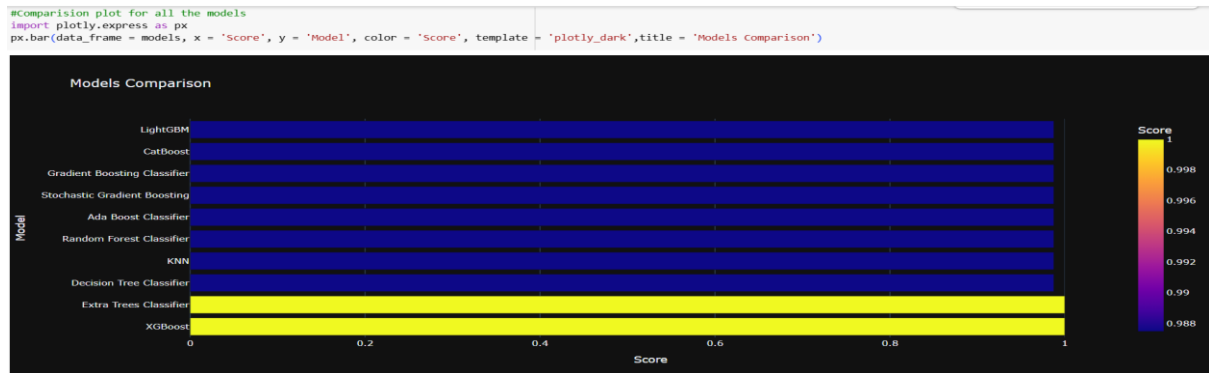 #Comparision plot for all the models
import plotly.express as px
px.bar(data_frame = models, x = 'Score', y = 'Model', color = 'Score', template = 'plotly_dark',title = 'Models Comparison')
Models Comparison
LightGBM
CatBoost
Gradient Boosting Classifier
Stochastic Gradient Boosting
Ada Boost Classifier
Random Forest Classifier
KNN
Decision Tree Classifier
Extra Trees Classifier
XGBoost
Model
0 0.2 0.4 0.6 0.8 1
Score
Score
1
0.998
0.996
0.994
0.992
0.99
0.988